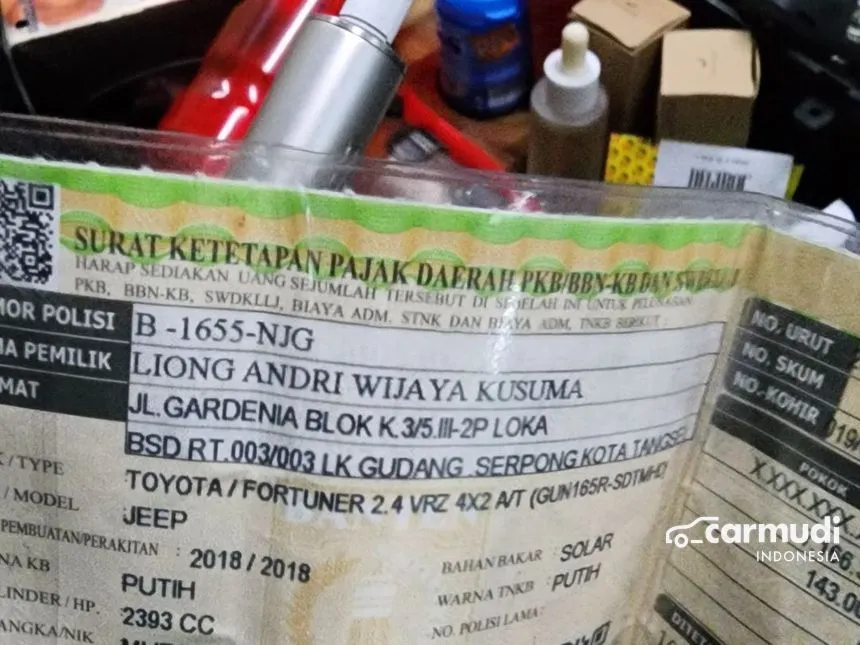 SURAT KETETAPAN PAJAK DAERAH PKB/BBN-KB DAN
HARAP SEDIAKAN UANG SEJUMLAH TERSEBUT DI SEBELAH INI UNTUK PELUNASAN
PKB, BBN-KB, SWDKLLJ, BIAYA ADM. STNK DAN BIAYA ADM, TNKB BERIKUT :
MOR POLISI B -1655-NJG
MA PEMILIK LIONG ANDRI WIJAYA KUSUMA
MAT JL.GARDENIA BLOK K.3/5.III-2P LOKA
BSD RT.003/003 LK GUDANG .SERPONG KOTA TANGSEL
K / TYPE TOYOTA / FORTUNER 2.4 VRZ 4X2 A/T (GUN165R-SDTMHD)
/ MODEL JEEP
PEMBUATAN/PERAKITAN : 2018 / 2018
NA KB PUTIH
LINDER / HP. 2393 CC
ANGKA/NIK
BAHAN BAKAR : SOLAR
WARNA TNKB : PUTIH
NO. POLISI LAMA :
NO. URUT
NO. SKUM
NO.-KOHIR
POKOK
XXXX.XXX.
143.0
DITET
carmudi
INDONESIA